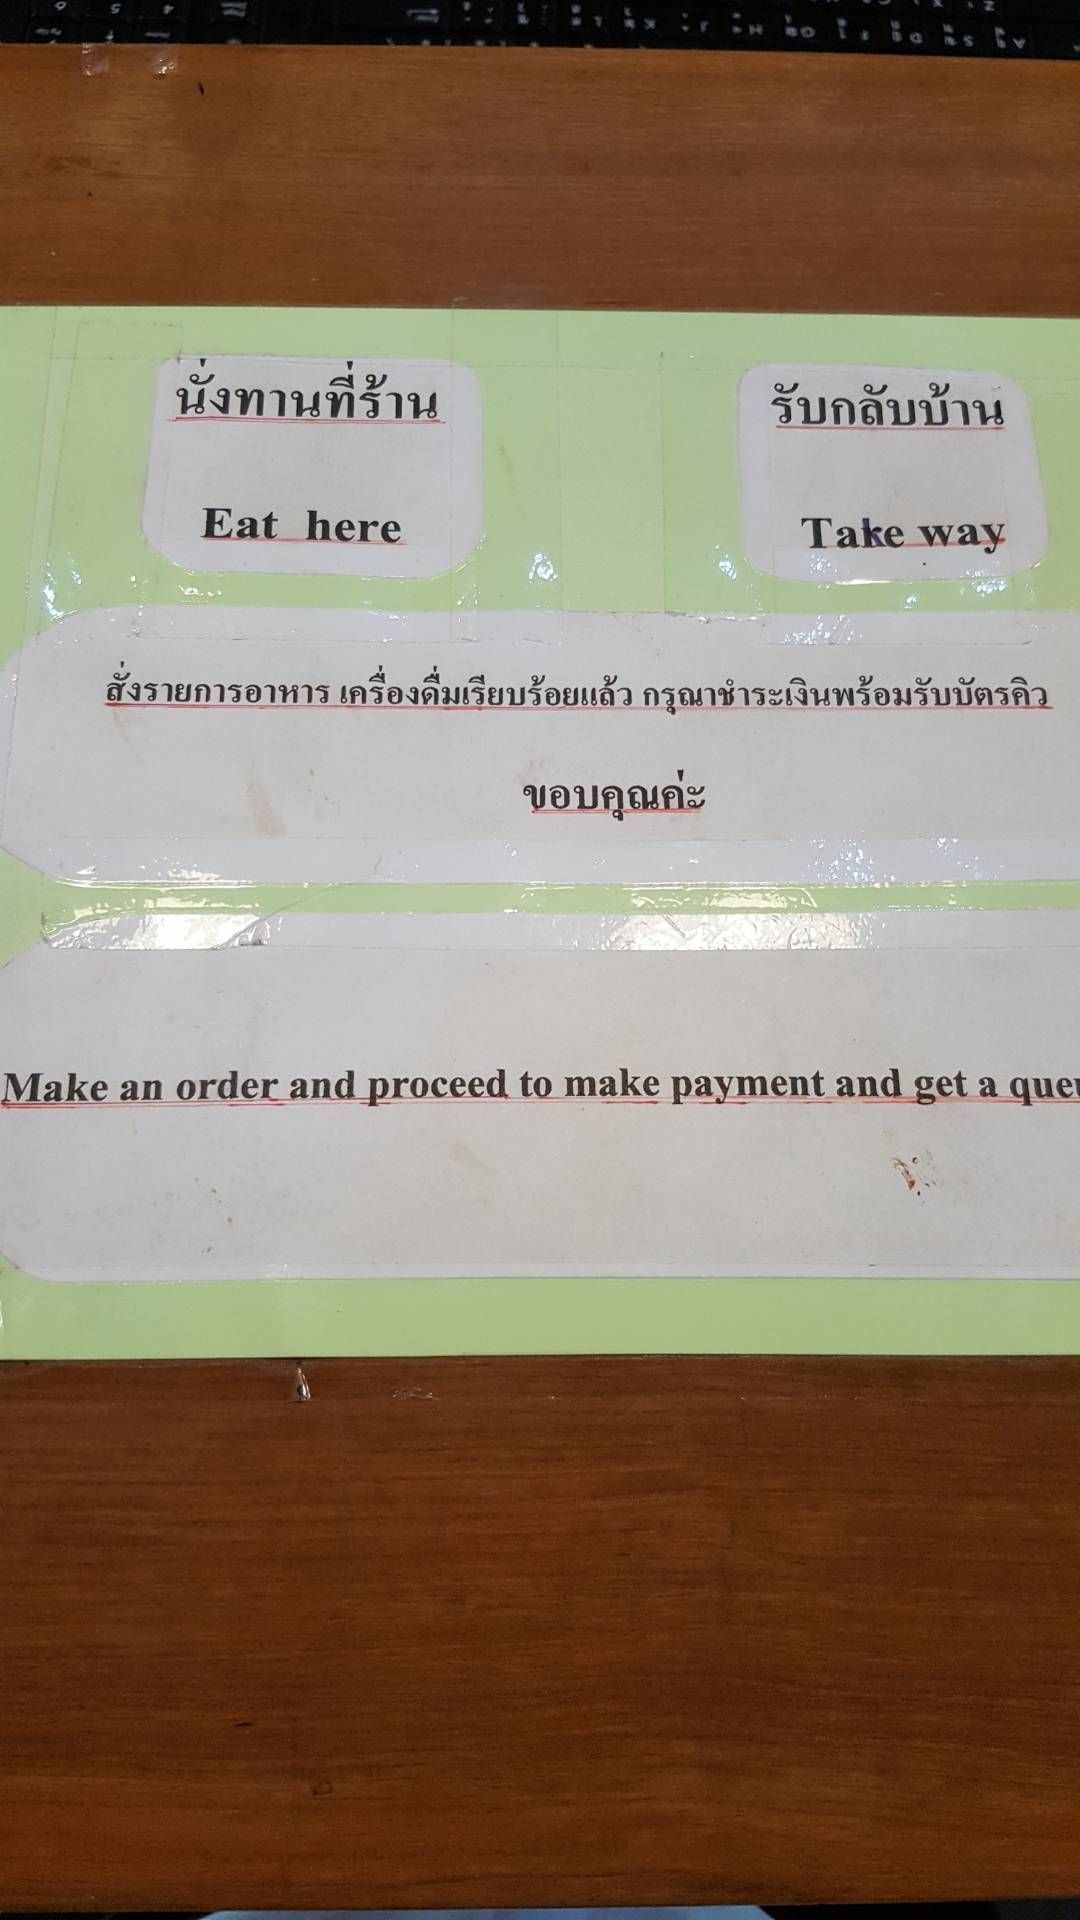 นั่งทานที่ร้าน
Eat here
รับกลับบ้าน
Take way
สั่งรายการอาหาร เครื่องดื่มเรียบร้อยแล้ว กรุณาชำระเงินพร้อมรับบัตรคิว
ขอบคุณค่ะ
Make an order and proceed to make payment and get a